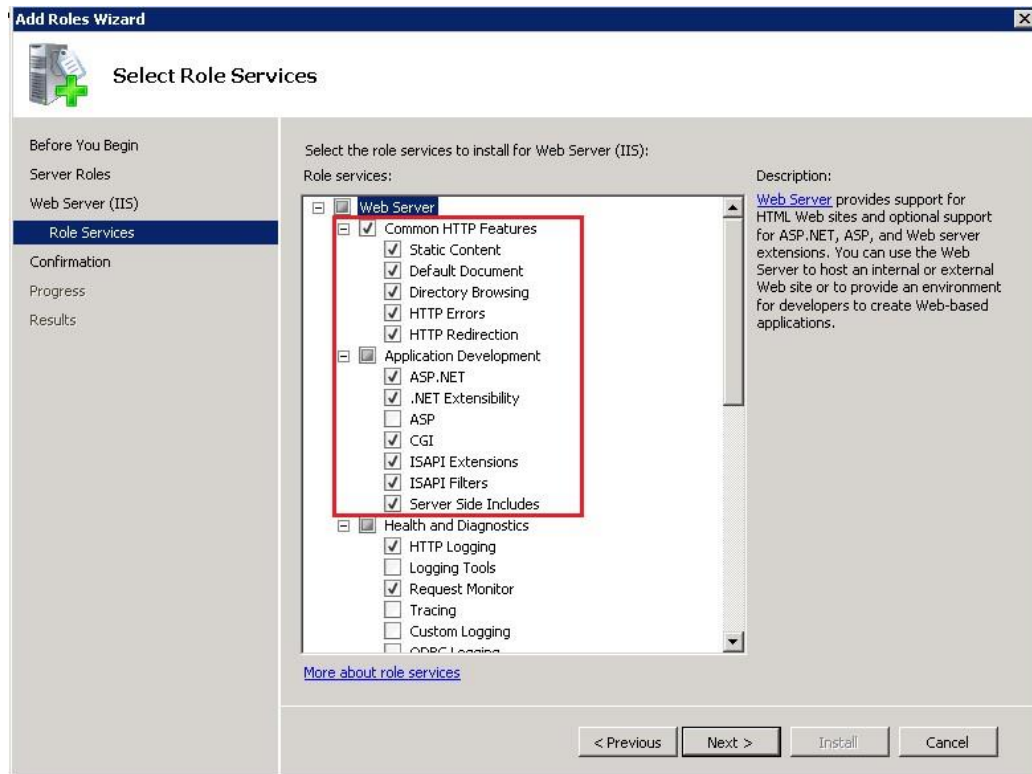 Add Roles Wizard
Select Role Services
Before You Begin
Server Roles
Web Server (IIS)
Role Services
Confirmation
Progress
Results
Select the role services to install for Web Server (IIS):
Role services:
Web Server
Common HTTP Features
Static Content
Default Document
Directory Browsing
HTTP Errors
HTTP Redirection
Application Development
ASP.NET
.NET Extensibility
ASP
CGI
ISAPI Extensions
ISAPI Filters
Server Side Includes
Health and Diagnostics
HTTP Logging
Logging Tools
Request Monitor
Tracing
Custom Logging
ODBC Logging
More about role services
Description:
Web Server provides support for
HTML Web sites and optional support
for ASP.NET, ASP, and Web server
extensions. You can use the Web
Server to host an internal or external
Web site or to provide an environment
for developers to create Web-based
applications.
< Previous
Next >
Install
Cancel